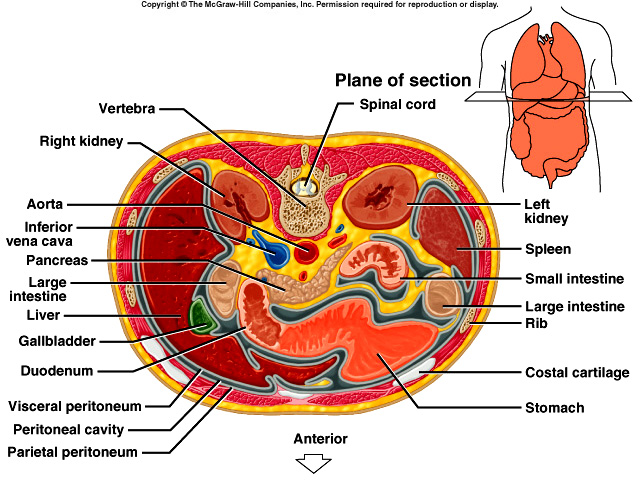 Copyright © The McGraw-Hill Companies, Inc. Permission required for reproduction or display.
Plane of section
Vertebra
Spinal cord
Right kidney
Aorta
Inferior
vena cava
Pancreas
Large
intestine
Liver
Gallbladder
Duodenum
Visceral peritoneum
Peritoneal cavity
Parietal peritoneum
Left
kidney
Spleen
Small intestine
Large intestine
Rib
Costal cartilage
Stomach
Anterior